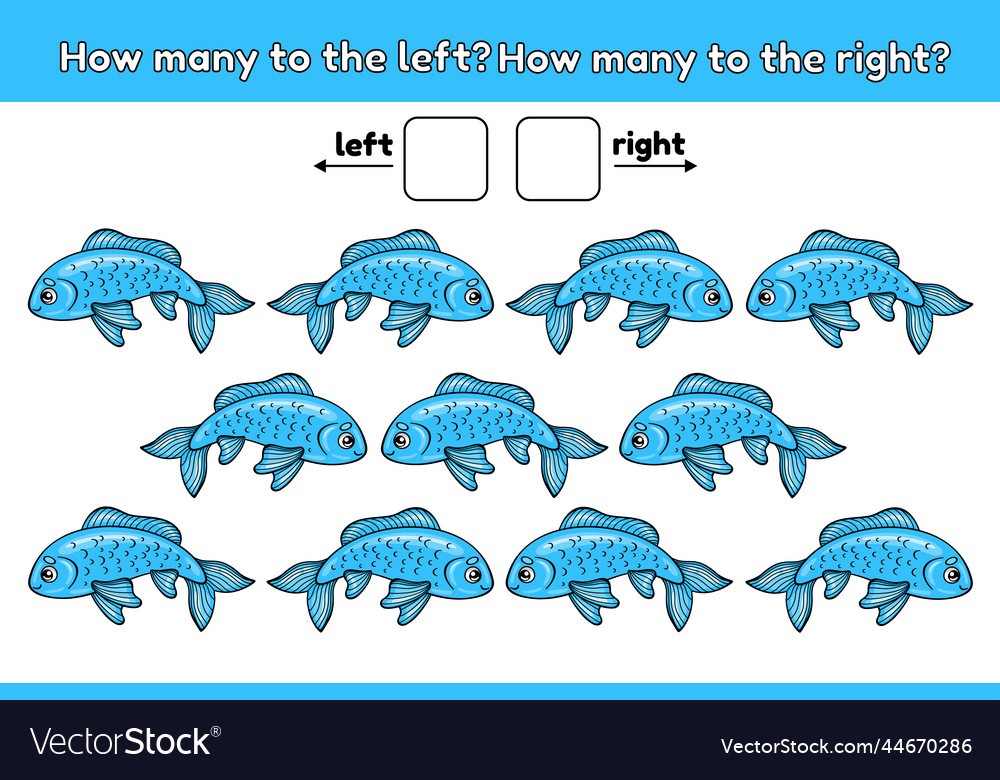 How many to the left? How many to the right?
left right
VectorStock® VectorStock.com/44670286